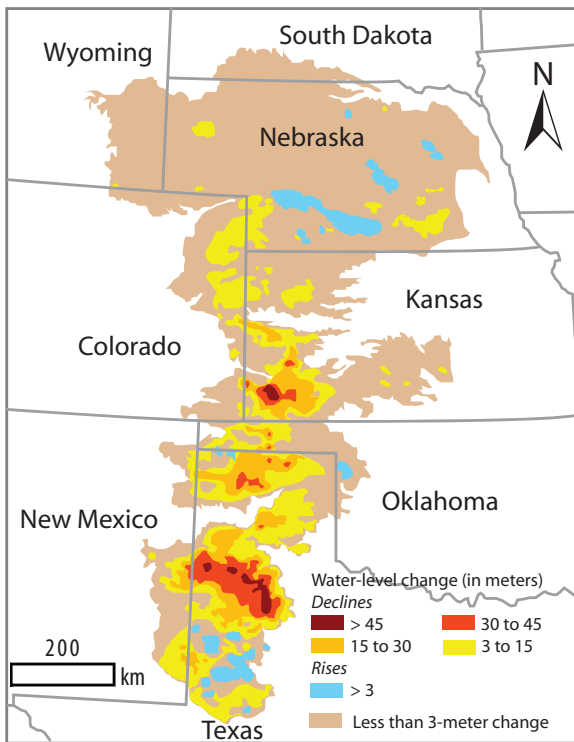 South Dakota
Wyoming
N
Nebraska
Kansas
Colorado
Oklahoma
New Mexico
Water-level change (in meters)
Declines
> 45
30 to 45
15 to 30
3 to 15
Rises
> 3
Less than 3-meter change
200
km
Texas